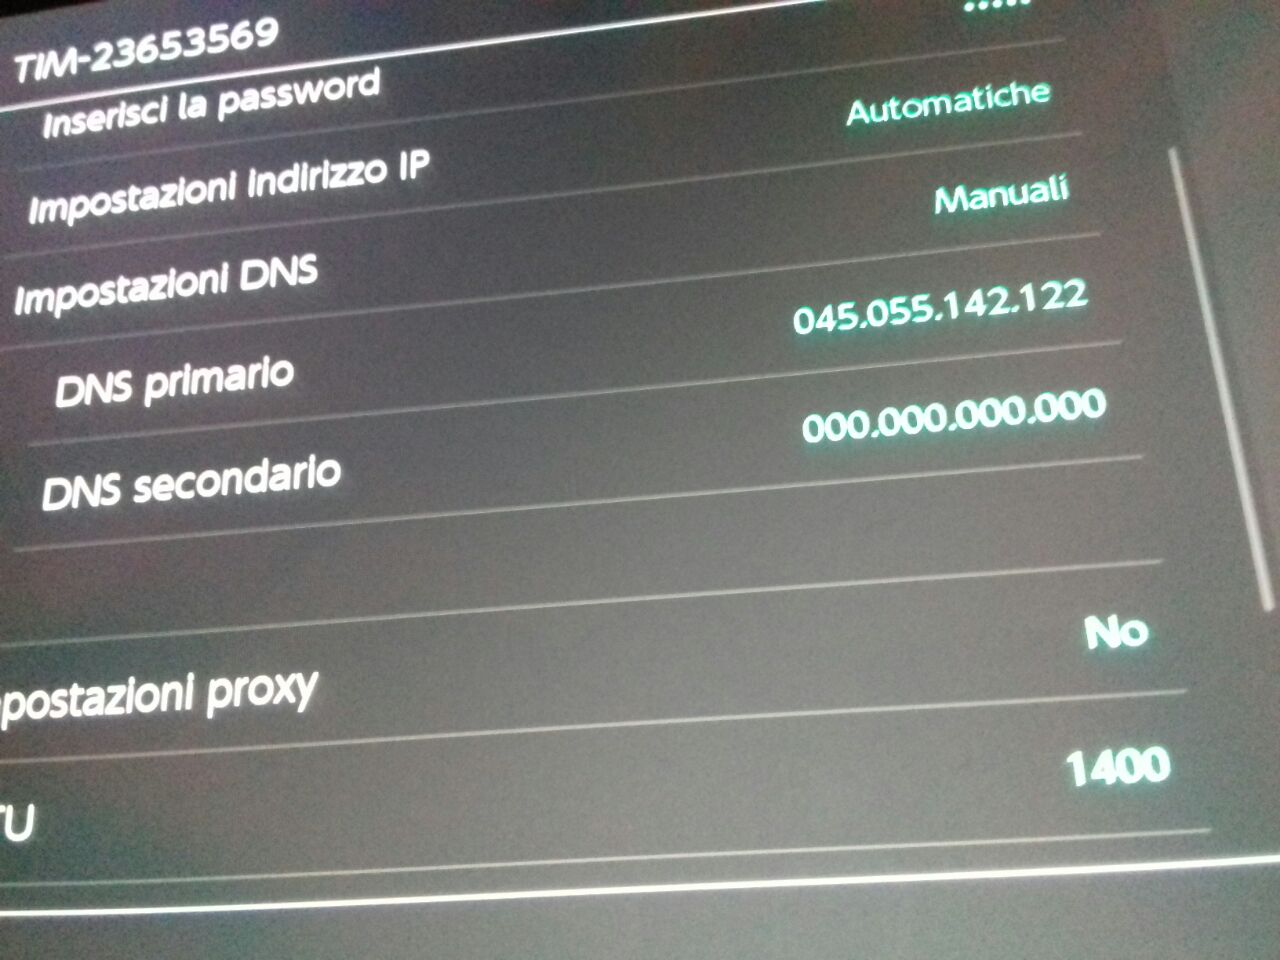 TIM-23653569
Inserisci la password •••••
Impostazioni indirizzo IP Automatiche
Impostazioni DNS Manuali
DNS primario 045.055.142.122
DNS secondario 000.000.000.000
postazioni proxy No
TU 1400